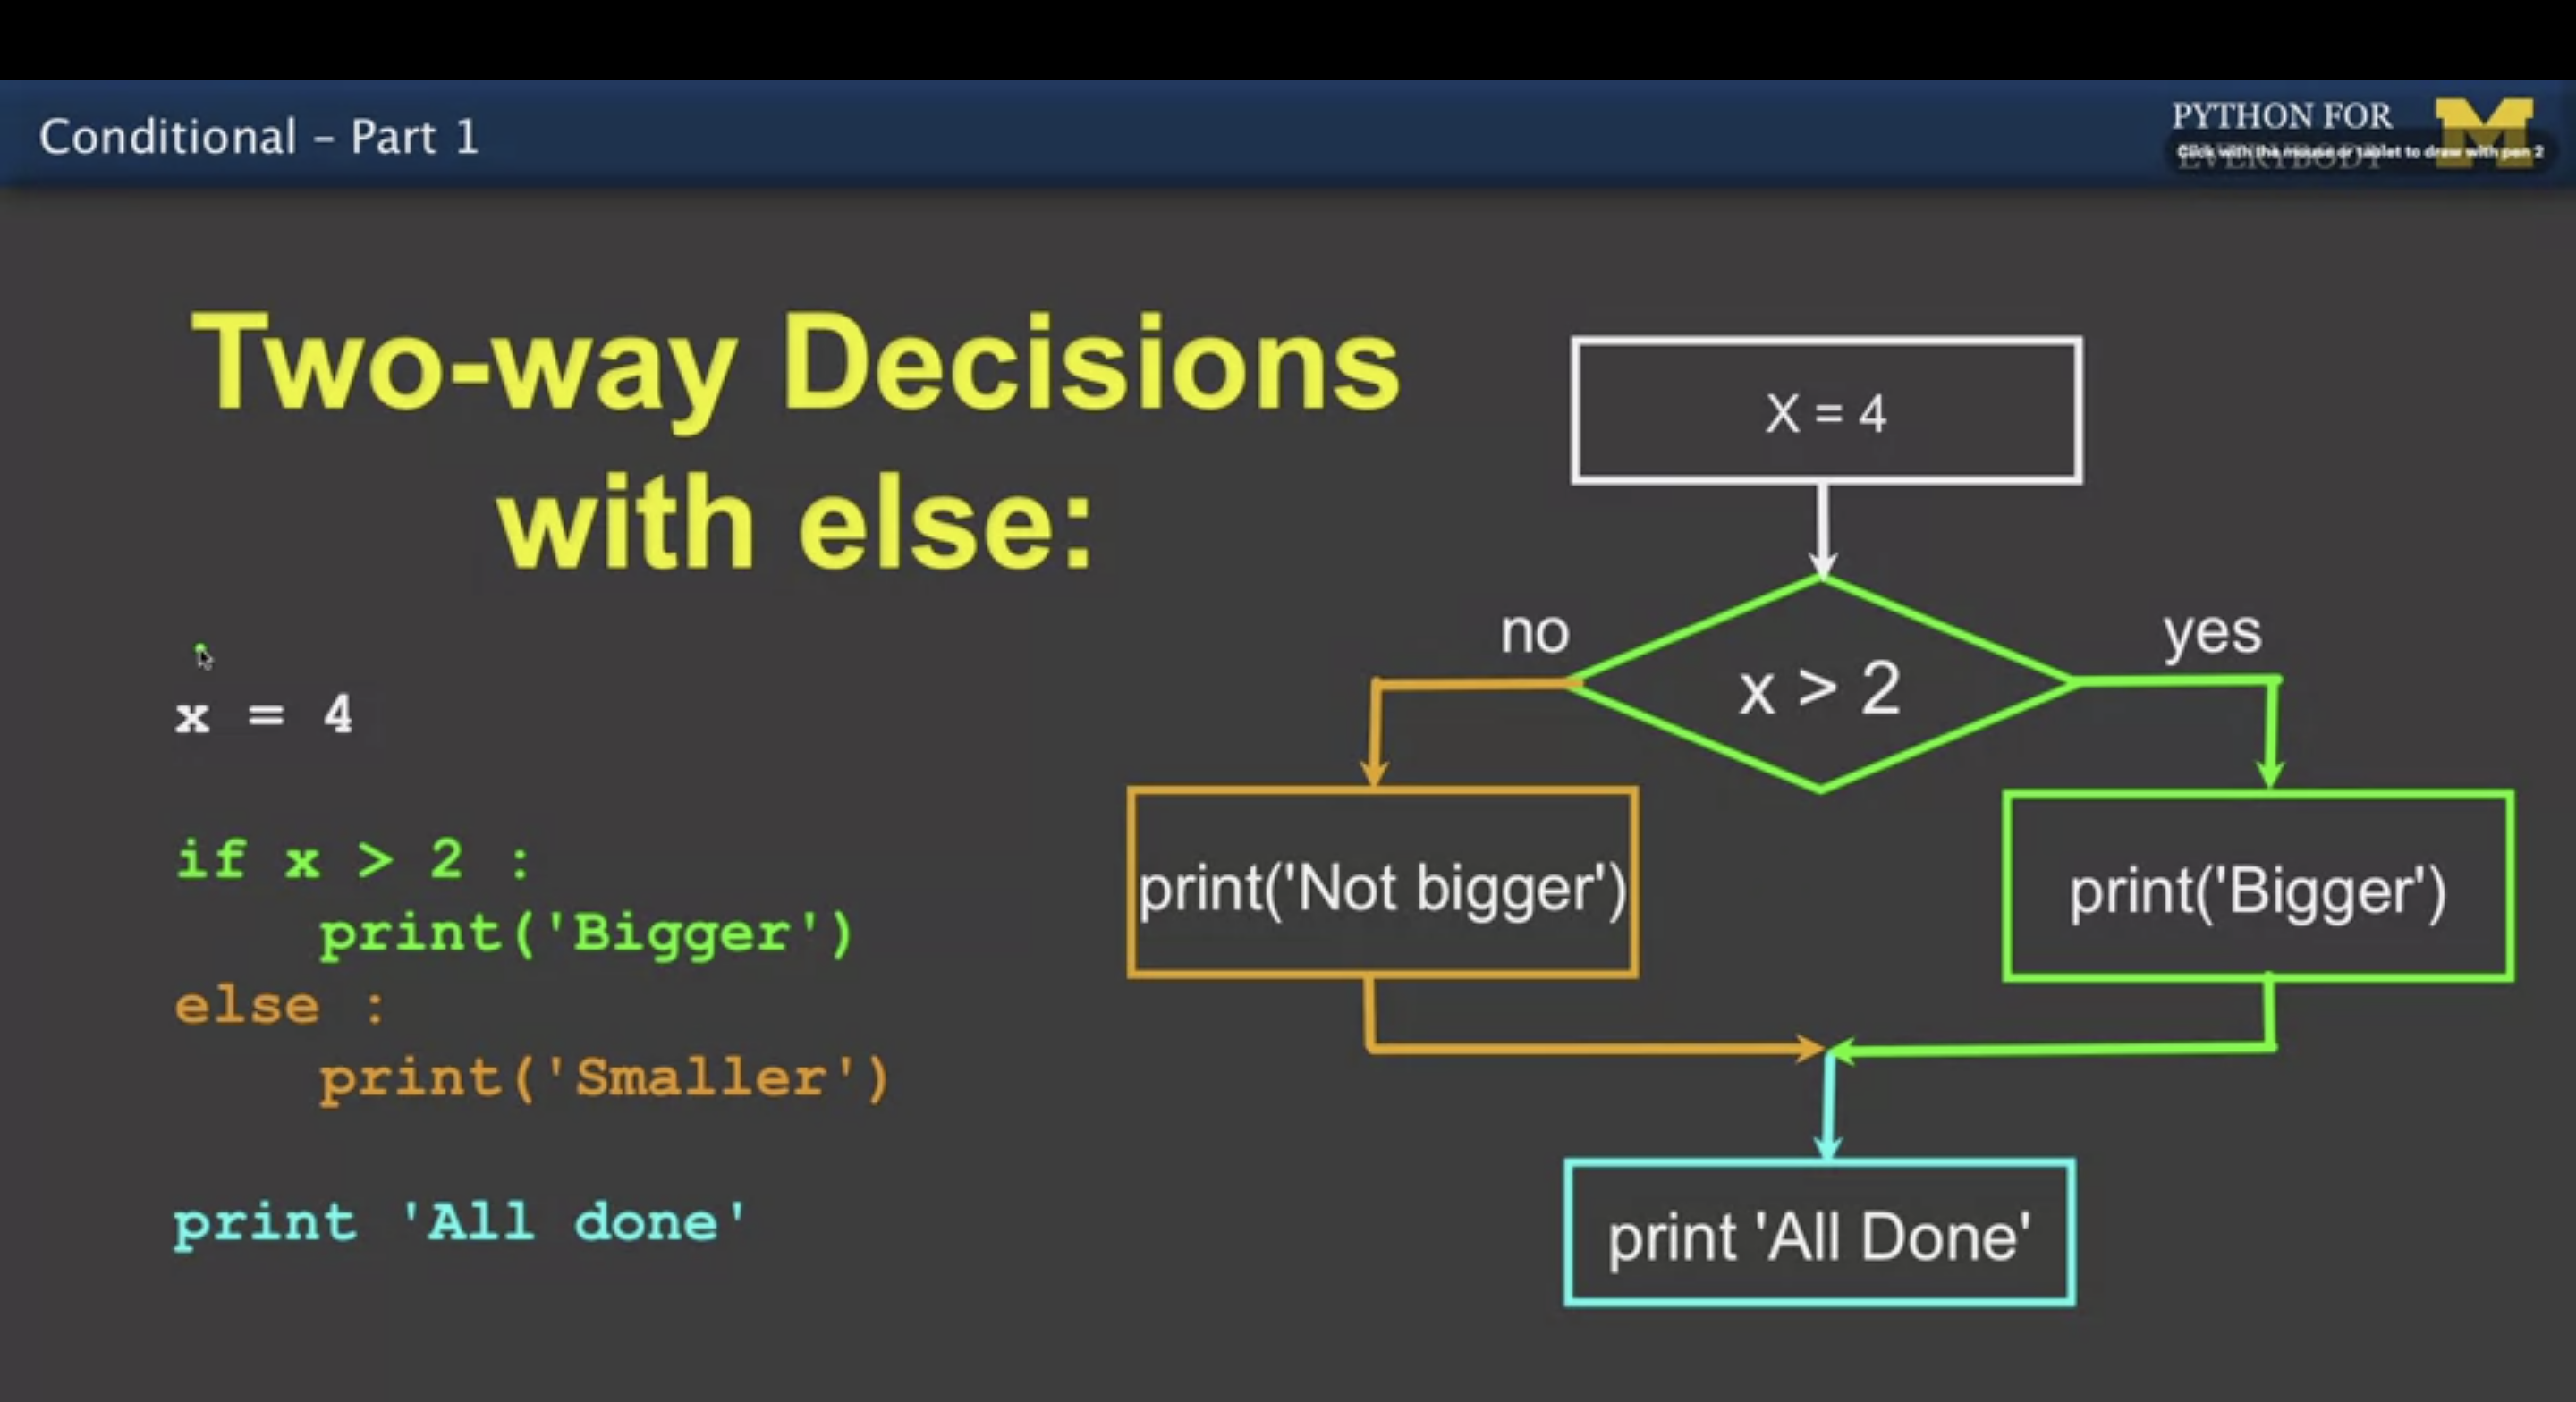 Conditional – Part 1
PYTHON FOR
EVERYBODY
Click with the mouse or tablet to draw with pen 2
Two-way Decisions
with else:
x = 4
if x > 2 :
print('Bigger')
else :
print('Smaller')
print 'All done'
X = 4
no
x > 2
yes
print('Not bigger')
print('Bigger')
print 'All Done'